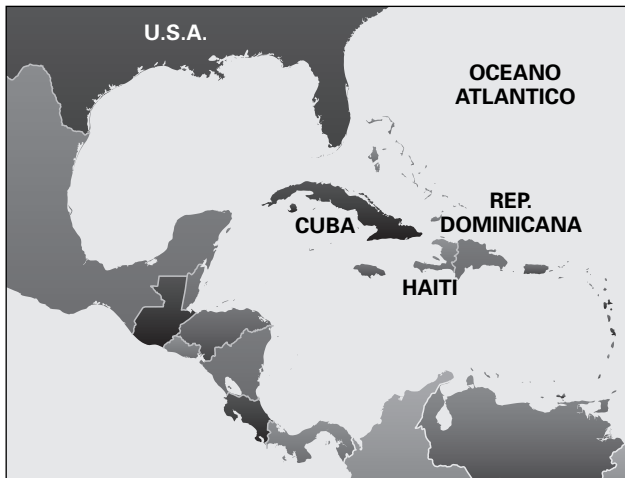 U.S.A.
OCEANO
ATLANTICO
REP.
DOMINICANA
CUBA
HAITI